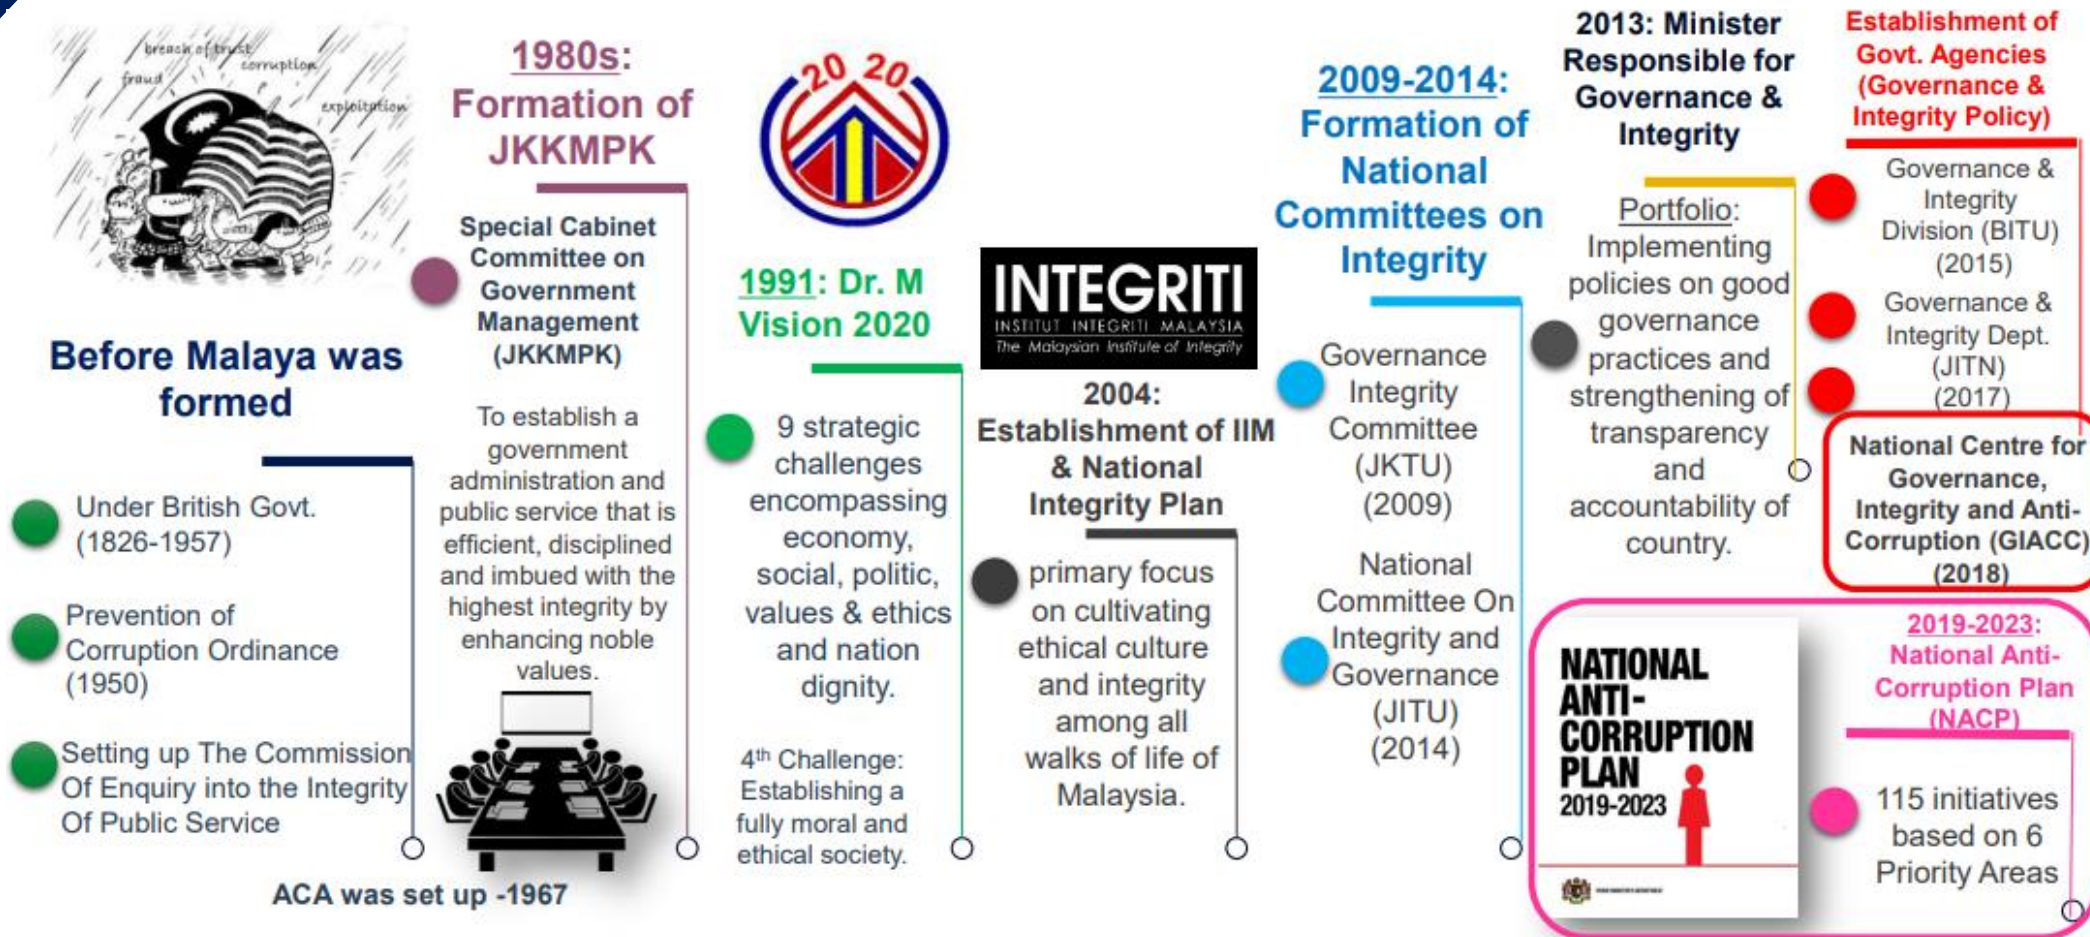 breach of trust
corruption
fraud
exploitation
Before Malaya was
formed
Under British Govt.
(1826-1957)
Prevention of
Corruption Ordinance
(1950)
Setting up The Commission
Of Enquiry into the Integrity
Of Public Service
ACA was set up -1967
1980s:
Formation of
JKKMPK
Special Cabinet
Committee on
Government
Management
(JKKMPK)
To establish a
government
administration and
public service that is
efficient, disciplined
and imbued with the
highest integrity by
enhancing noble
values.
20 20
1991: Dr. M
Vision 2020
9 strategic
challenges
encompassing
economy,
social, politic,
values & ethics
and nation
dignity.
4th Challenge:
Establishing a
fully moral and
ethical society.
INTEGRITI
INSTITUT INTEGRITI MALAYSIA
The Malaysian Institute of Integrity
2004:
Establishment of IIM
& National
Integrity Plan
primary focus
on cultivating
ethical culture
and integrity
among all
walks of life of
Malaysia.
2009-2014:
Formation of
National
Committees on
Integrity
Governance
Integrity
Committee
(JKTU)
(2009)
National
Committee On
Integrity and
Governance
(JITU)
(2014)
2013: Minister
Responsible for
Governance &
Integrity
Portfolio:
Implementing
policies on good
governance
practices and
strengthening of
transparency
and
accountability of
country.
Establishment of
Govt. Agencies
(Governance &
Integrity Policy)
Governance &
Integrity
Division (BITU)
(2015)
Governance &
Integrity Dept.
(JITN)
(2017)
National Centre for
Governance,
Integrity and Anti-
Corruption (GIACC)
(2018)
NATIONAL
ANTI-
CORRUPTION
PLAN
2019-2023
2019-2023:
National Anti-
Corruption Plan
(NACP)
115 initiatives
based on 6
Priority Areas